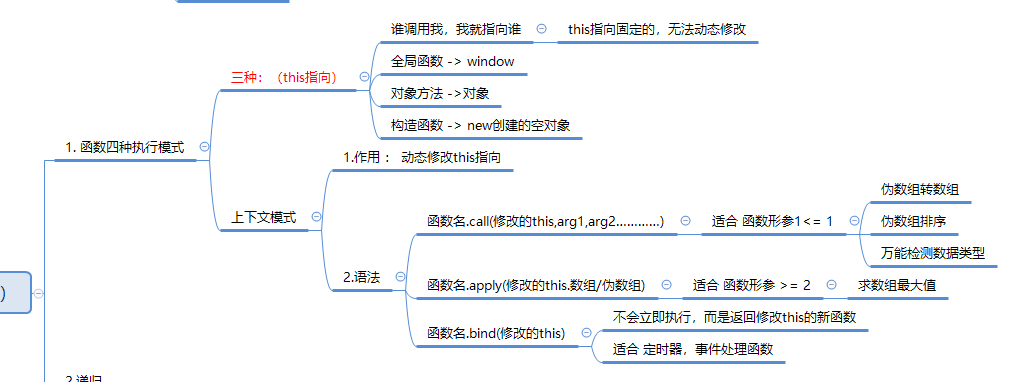 谁调用我，我就指向谁
this指向固定的，无法动态修改
全局函数 -> window
三种：（this指向）
对象方法 ->对象
构造函数 -> new创建的空对象
1. 函数四种执行模式
1.作用 ： 动态修改this指向
上下文模式
伪数组转数组
函数名.call(修改的this,arg1,arg2…………)
适合 函数形参1<= 1
伪数组排序
万能检测数据类型
2.语法
函数名.apply(修改的this.数组/伪数组)
适合 函数形参 >= 2
求数组最大值
)
不会立即执行，而是返回修改this的新函数
函数名.bind(修改的this)
适合 定时器，事件处理函数
2.递归